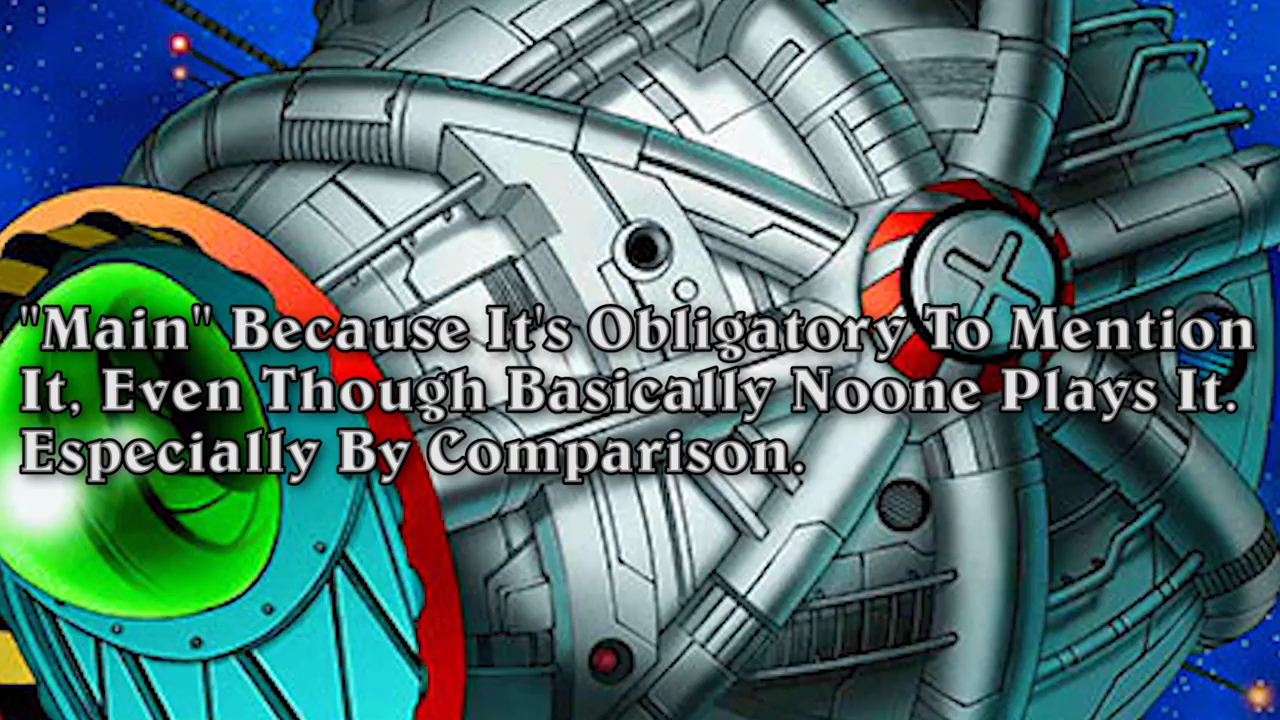 "Main" Because It's Obligatory To Mention
It, Even Though Basically Noone Plays It.
Especially By Comparison.